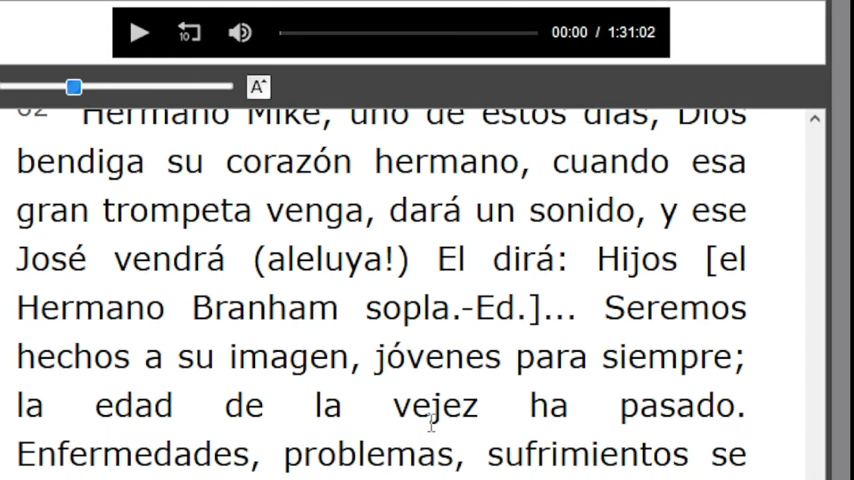 10
00:00 / 1:31:02
A
62 Hermano Mike, uno de estos días, Dios
bendiga su corazón hermano, cuando esa
gran trompeta venga, dará un sonido, y ese
José vendrá (aleluya!) El dirá: Hijos [el
Hermano Branham sopla.-Ed.]... Seremos
hechos a su imagen, jóvenes para siempre;
la edad de la vejez ha pasado.
Enfermedades, problemas, sufrimientos se